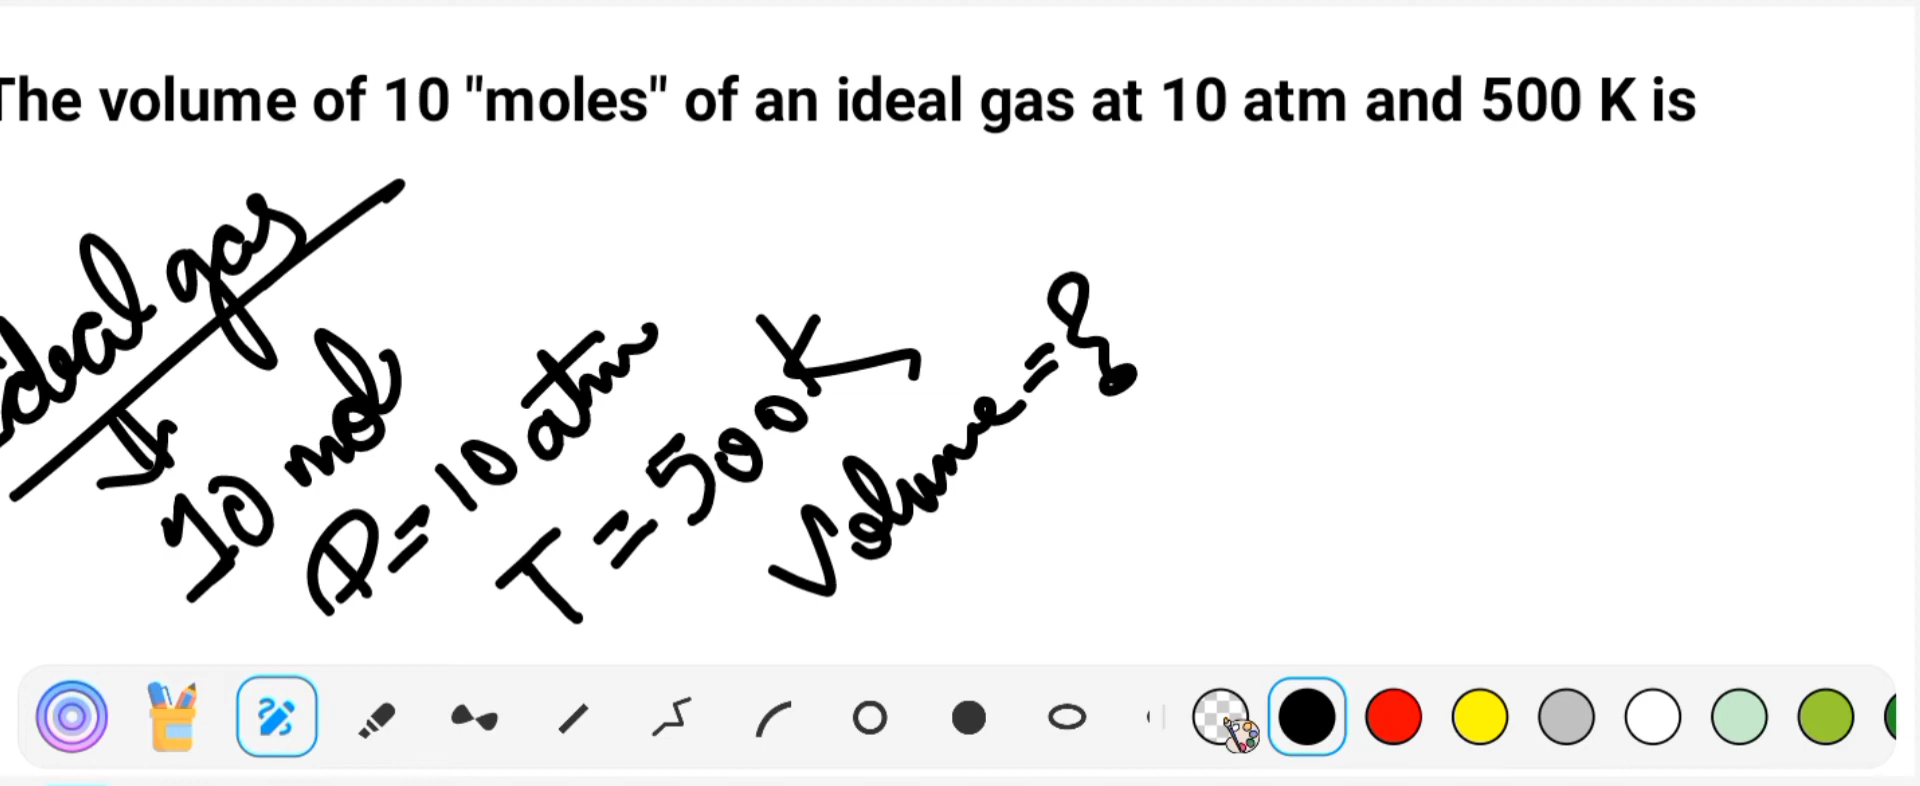 The volume of 10 "moles" of an ideal gas at 10 atm and 500 K is
ideal gas
10 mol
P = 10 atm
T = 500K
Volume = ?